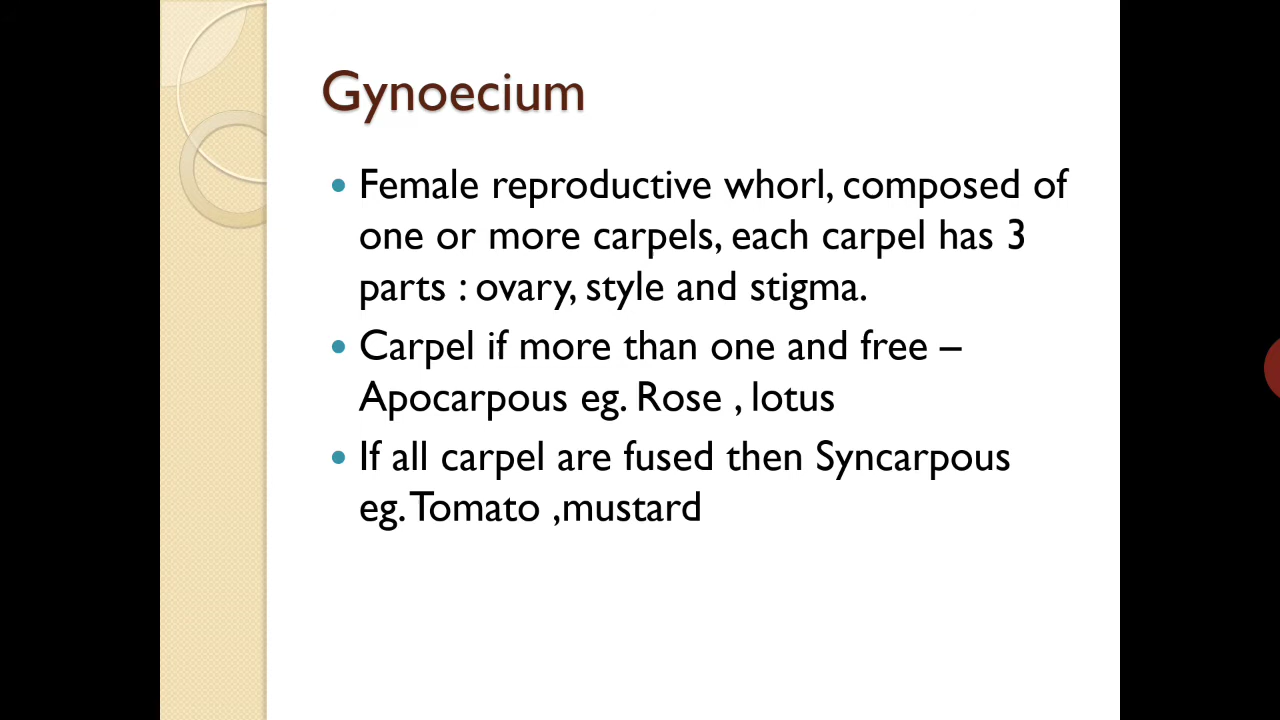 Gynoecium
• Female reproductive whorl, composed of
one or more carpels, each carpel has 3
parts : ovary, style and stigma.
• Carpel if more than one and free –
Apocarpous eg. Rose , lotus
• If all carpel are fused then Syncarpous
eg. Tomato ,mustard